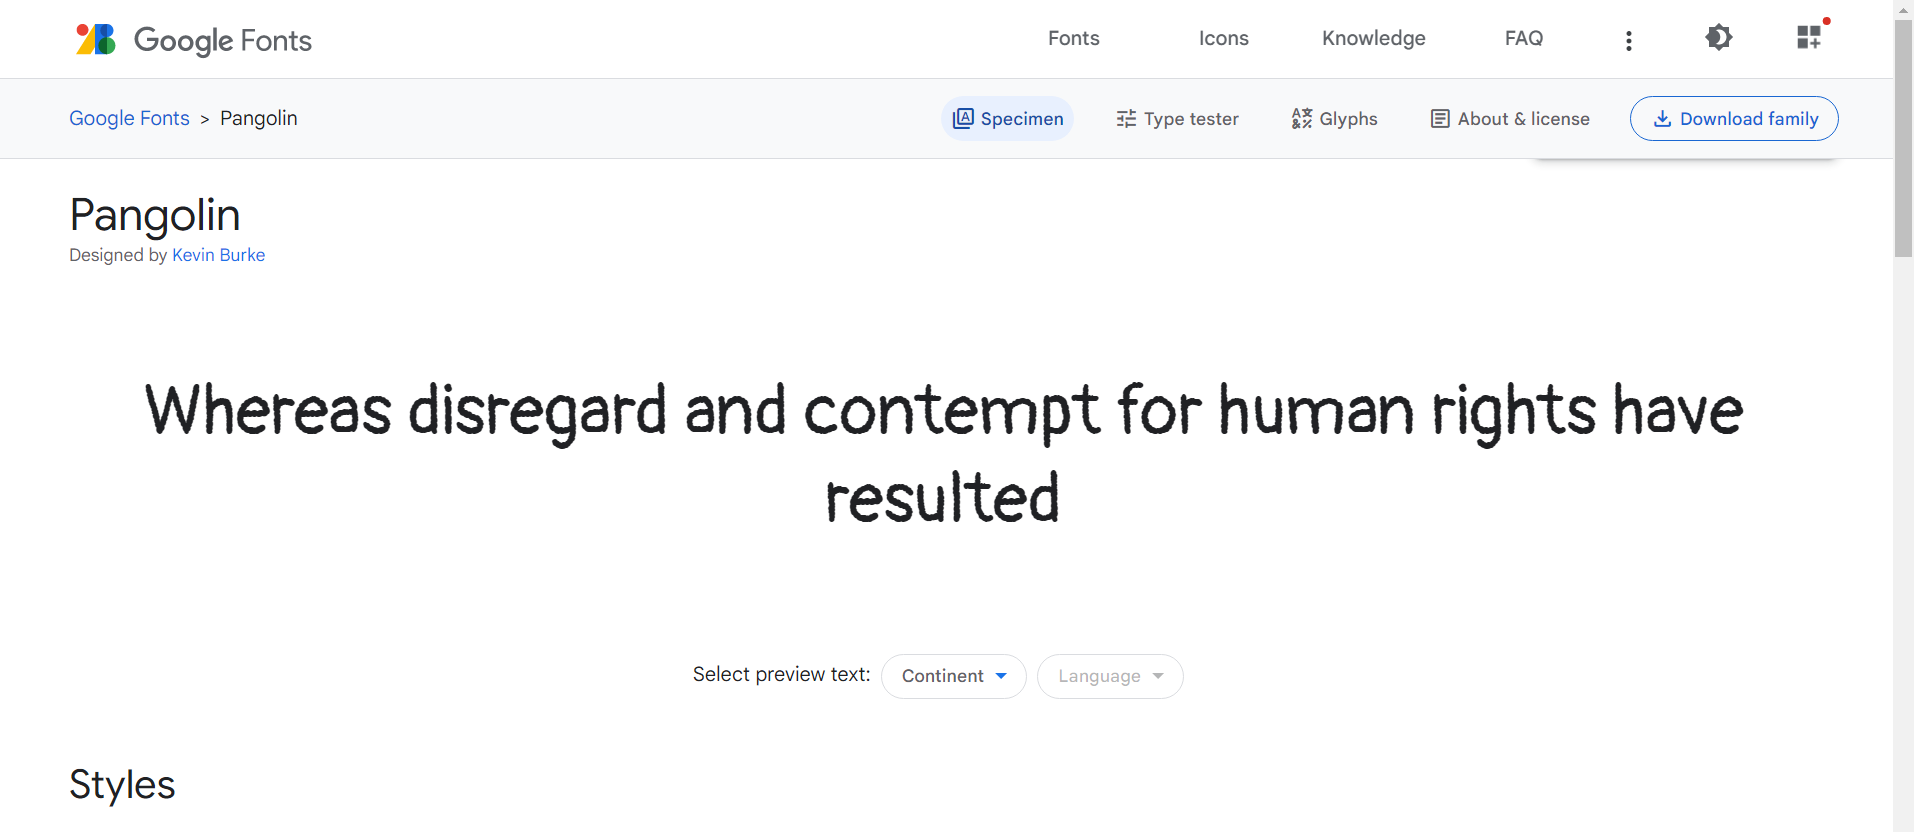 Google Fonts
Fonts
Icons
Knowledge
FAQ
Google Fonts > Pangolin
Specimen
Type tester
Glyphs
About & license
Download family
Pangolin
Designed by Kevin Burke
Whereas disregard and contempt for human rights have
resulted
Select preview text:
Continent
Language
Styles